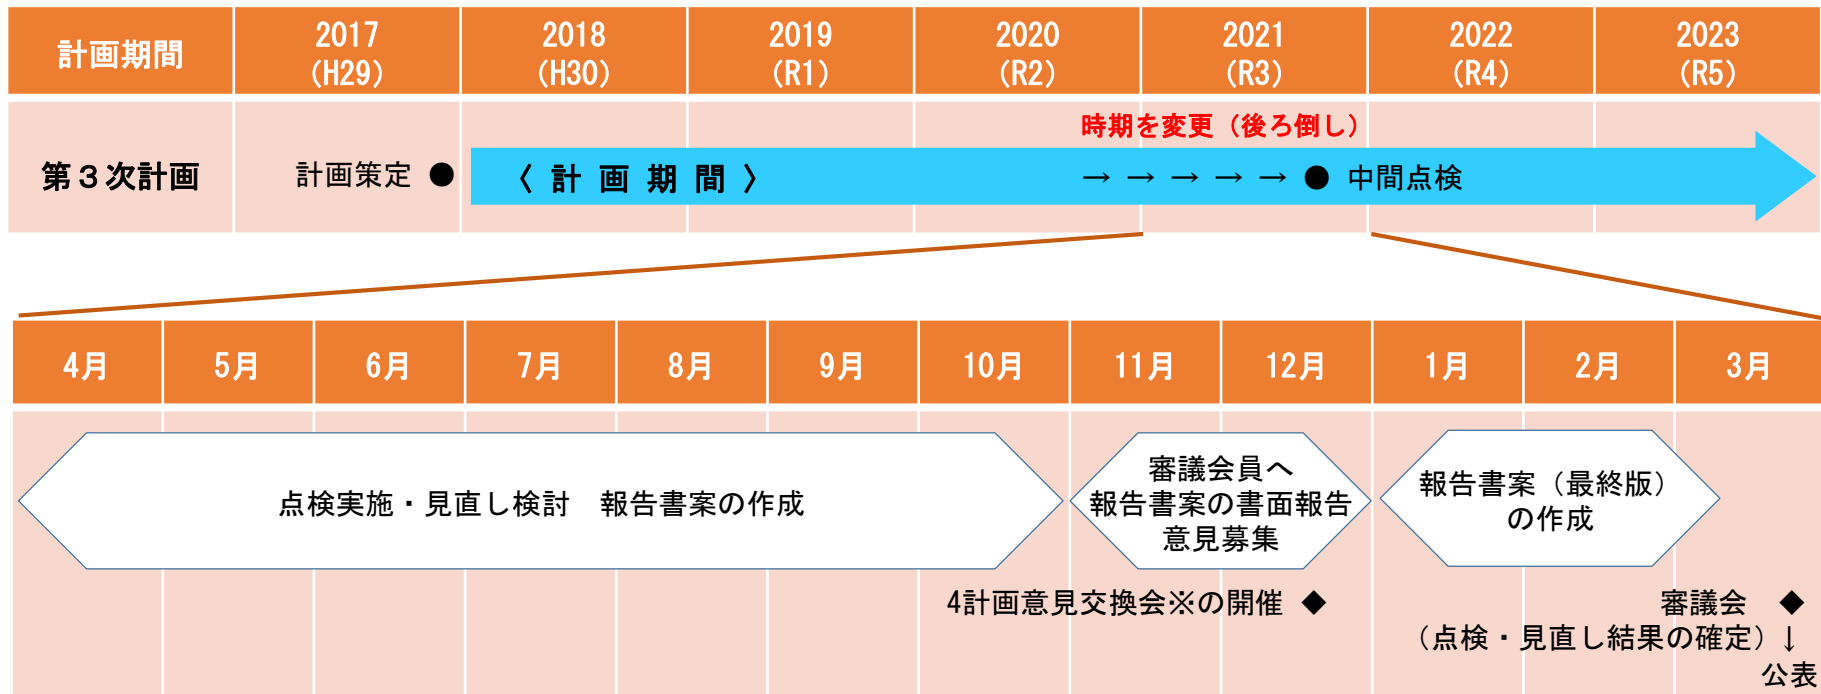 計画期間
2017
(H29)
2018
(H30)
2019
(R1)
2020
(R2)
2021
(R3)
2022
(R4)
2023
(R5)
時期を変更（後ろ倒し）
第３次計画
計画策定 ●
〈 計 画 期 間 〉
→ → → → → ● 中間点検
4月
5月
6月
7月
8月
9月
10月
11月
12月
1月
2月
3月
点検実施・見直し検討　報告書案の作成
審議会員へ
報告書案の書面報告
意見募集
報告書案（最終版）
の作成
4計画意見交換会※の開催 ◆
審議会 ◆
（点検・見直し結果の確定）↓
公表